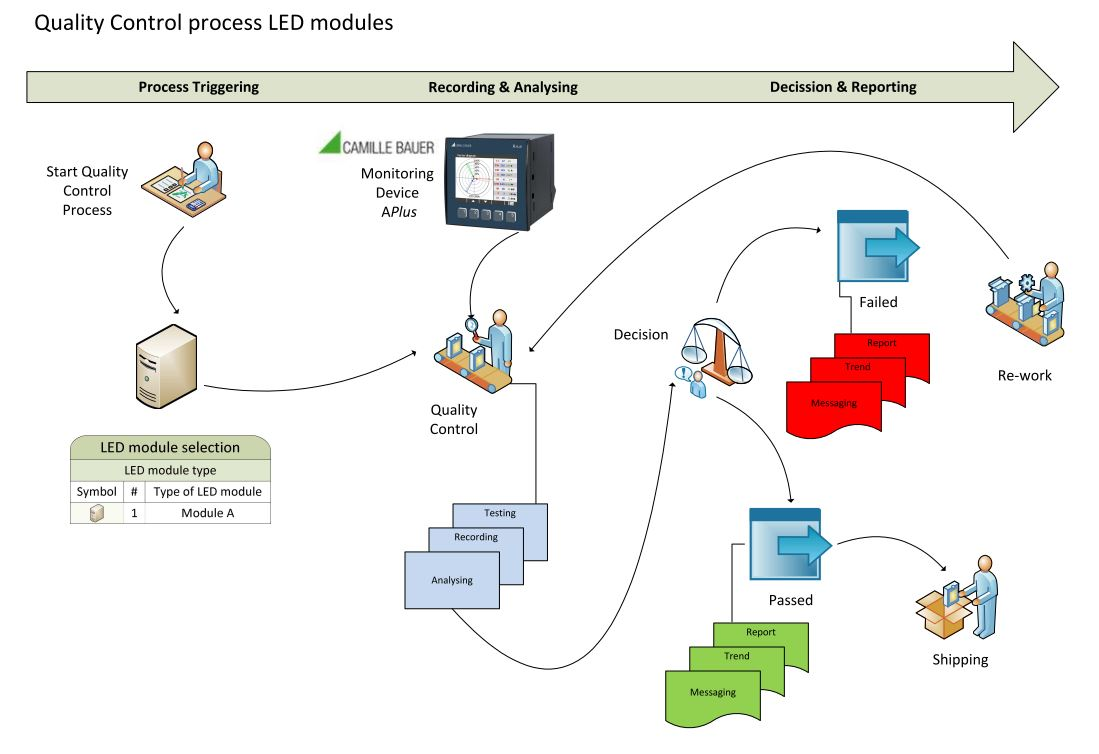 Quality Control process LED modules
Process Triggering
Recording & Analysing
Decission & Reporting
Start Quality
Control
Process
CAMILLE BAUER
Monitoring
Device
APlus
Failed
Report
Trend
Messaging
Re-work
Decision
Quality
Control
LED module selection
LED module type
Symbol # Type of LED module
1 Module A
Testing
Recording
Analysing
Passed
Report
Trend
Messaging
Shipping